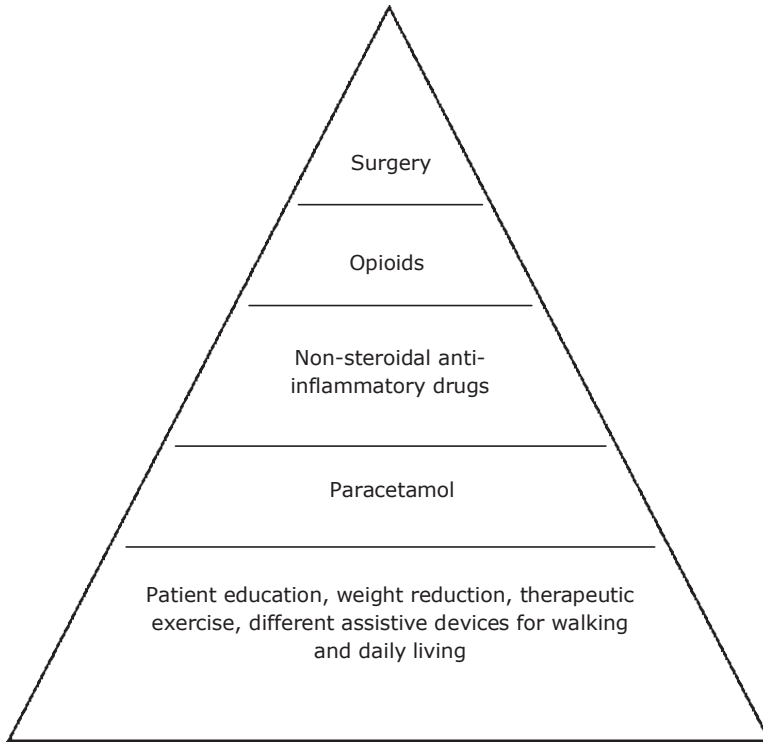 Surgery
Opioids
Non-steroidal anti-
inflammatory drugs
Paracetamol
Patient education, weight reduction, therapeutic
exercise, different assistive devices for walking
and daily living